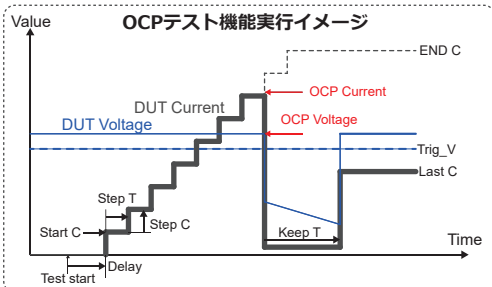 OCPテスト機能実行イメージ
Value
END C
OCP Current
DUT Current
OCP Voltage
DUT Voltage
Trig_V
Last C
Step T
Start C
Step C
Keep T
Time
Delay
Test start